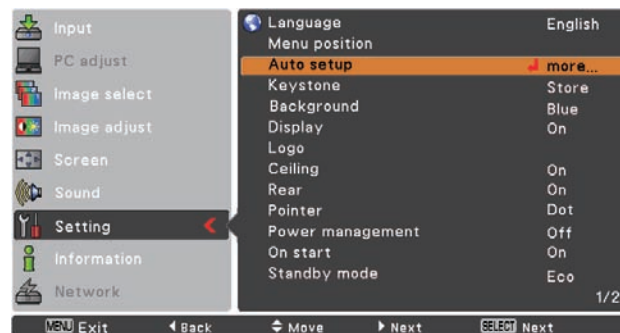 Input
PC adjust
Image select
Image adjust
Screen
Sound
Setting
Information
Network
Language English
Menu position
Auto setup more...
Keystone Store
Background Blue
Display On
Logo
Ceiling On
Rear On
Pointer Dot
Power management Off
On start On
Standby mode Eco
1/2
MENU Exit Back Move Next SELECT Next